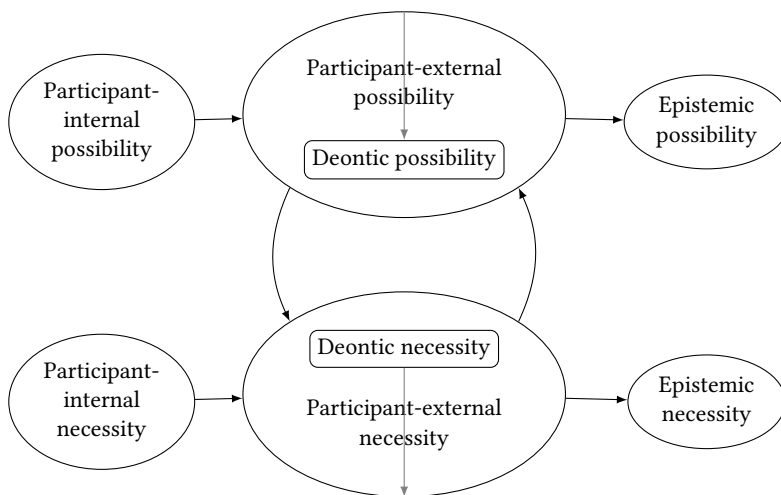 Participant-
internal
possibility
Participant-external
possibility
Deontic possibility
Epistemic
possibility
Participant-
internal
necessity
Deontic necessity
Participant-external
necessity
Epistemic
necessity